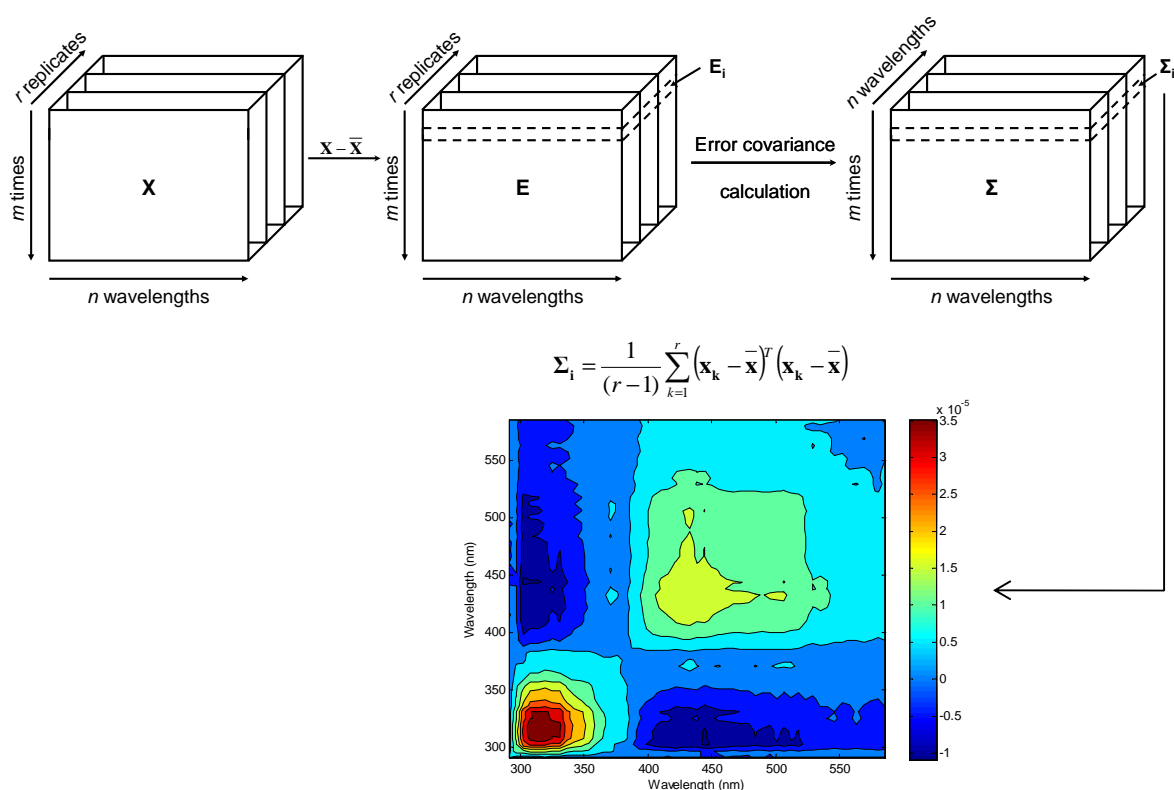 r replicates
m times
X
n wavelengths
X – X̄
r replicates
m times
E_i
E
n wavelengths
Error covariance
calculation
n wavelengths
m times
Σ_i
Σ
n wavelengths
Σ_i = 1/(r−1) ∑_{k=1}^{r} (x_k − x̄)^T (x_k − x̄)
x 10^-5
3.5
3
2.5
2
1.5
1
0.5
0
-0.5
-1
Wavelength (nm)
550
500
450
400
350
300
300 350 400 450 500 550
Wavelength (nm)